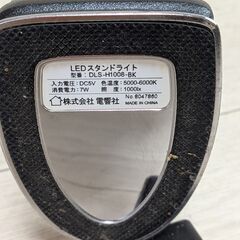 LEDスタンドライト
型番：DLS-H1008-BK
入力電圧：DC5V 色温度：5000-6000K
消費電力：7W 照度：1000lx
株式会社 電響社 No.8047860
MADE IN CHINA